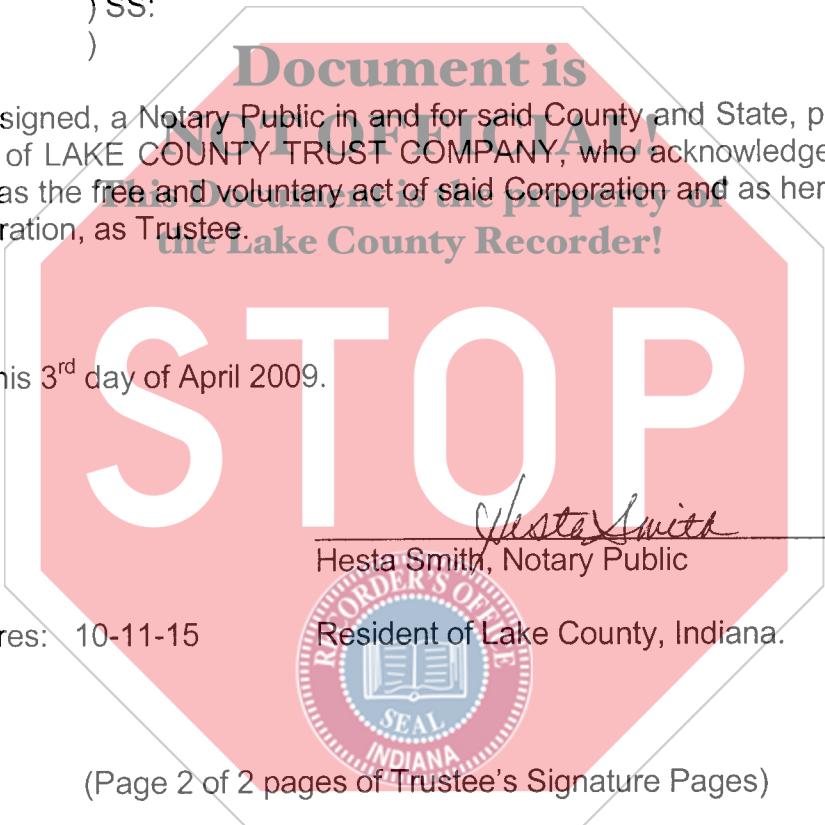 ) SS:
)
Document is
NOT OFFICIAL!
signed, a Notary Public in and for said County and State, p
of LAKE COUNTY TRUST COMPANY, who acknowledge
This Document is the property of
as the free and voluntary act of said Corporation and as her
ration, as Trustee.
the Lake County Recorder!
STOP
his 3rd day of April 2009.
Hesta Smith
Hesta Smith, Notary Public
RECORDER'S OFFICE
SEAL
INDIANA
res: 10-11-15 Resident of Lake County, Indiana.
(Page 2 of 2 pages of Trustee's Signature Pages)